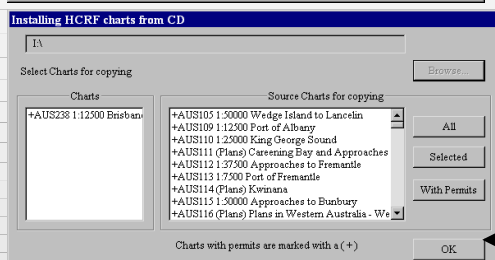 Installing HCRF charts from CD
I:\
Select Charts for copying
Browse...
Charts
+AUS238 1:12500 Brisban
Source Charts for copying
+AUS105 1:50000 Wedge Island to Lancelin
+AUS109 1:12500 Port of Albany
+AUS110 1:25000 King George Sound
+AUS111 (Plans) Careening Bay and Approaches
+AUS112 1:37500 Approaches to Fremantle
+AUS113 1:7500 Port of Fremantle
+AUS114 (Plans) Kwinana
+AUS115 1:50000 Approaches to Bunbury
+AUS116 (Plans) Plans in Western Australia - We
All
Selected
With Permits
Charts with permits are marked with a (+)
OK